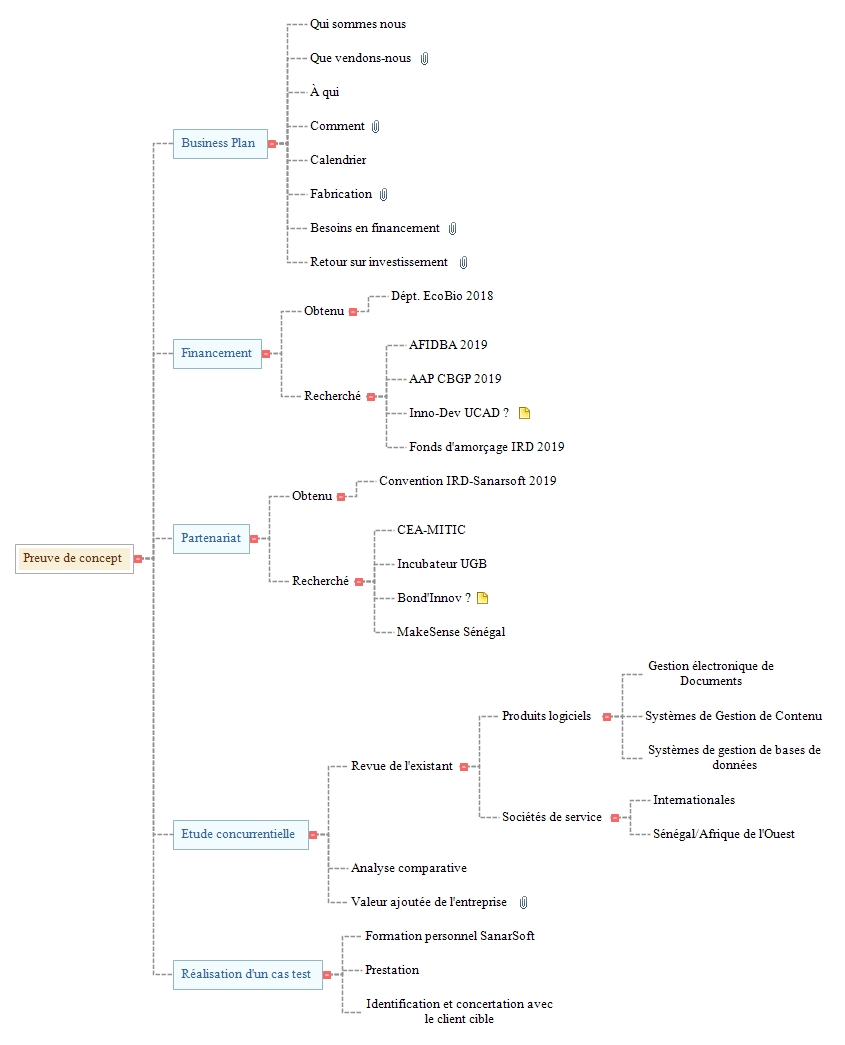 Qui sommes nous
Que vendons-nous
À qui
Comment
Business Plan
Calendrier
Fabrication
Besoins en financement
Retour sur investissement
Dépt. EcoBio 2018
Obtenu
AFIDBA 2019
Financement
AAP CBGP 2019
Recherché
Inno-Dev UCAD ?
Fonds d'amorçage IRD 2019
Convention IRD-Sanarsoft 2019
Obtenu
CEA-MITIC
Partenariat
Preuve de concept
Incubateur UGB
Recherché
Bond'Innov ?
MakeSense Sénégal
Gestion électronique de
Documents
Produits logiciels
Systèmes de Gestion de Contenu
Systèmes de gestion de bases de
données
Revue de l'existant
Internationales
Sociétés de service
Sénégal/Afrique de l'Ouest
Etude concurrentielle
Analyse comparative
Valeur ajoutée de l'entreprise
Formation personnel SanarSoft
Réalisation d'un cas test
Prestation
Identification et concertation avec
le client cible